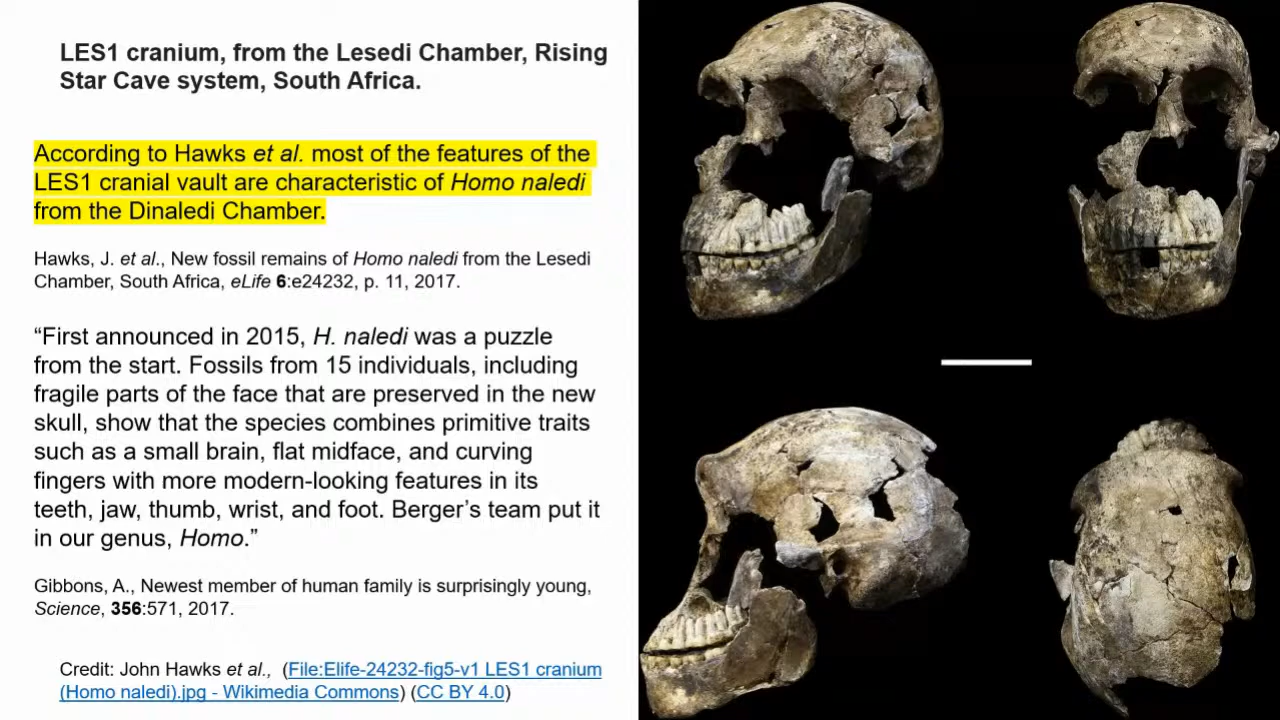 LES1 cranium, from the Lesedi Chamber, Rising
Star Cave system, South Africa.
According to Hawks et al. most of the features of the
LES1 cranial vault are characteristic of Homo naledi
from the Dinaledi Chamber.
Hawks, J. et al., New fossil remains of Homo naledi from the Lesedi
Chamber, South Africa, eLife 6:e24232, p. 11, 2017.
“First announced in 2015, H. naledi was a puzzle
from the start. Fossils from 15 individuals, including
fragile parts of the face that are preserved in the new
skull, show that the species combines primitive traits
such as a small brain, flat midface, and curving
fingers with more modern-looking features in its
teeth, jaw, thumb, wrist, and foot. Berger’s team put it
in our genus, Homo.”
Gibbons, A., Newest member of human family is surprisingly young,
Science, 356:571, 2017.
Credit: John Hawks et al., (File:Elife-24232-fig5-v1 LES1 cranium
(Homo naledi).jpg - Wikimedia Commons) (CC BY 4.0)